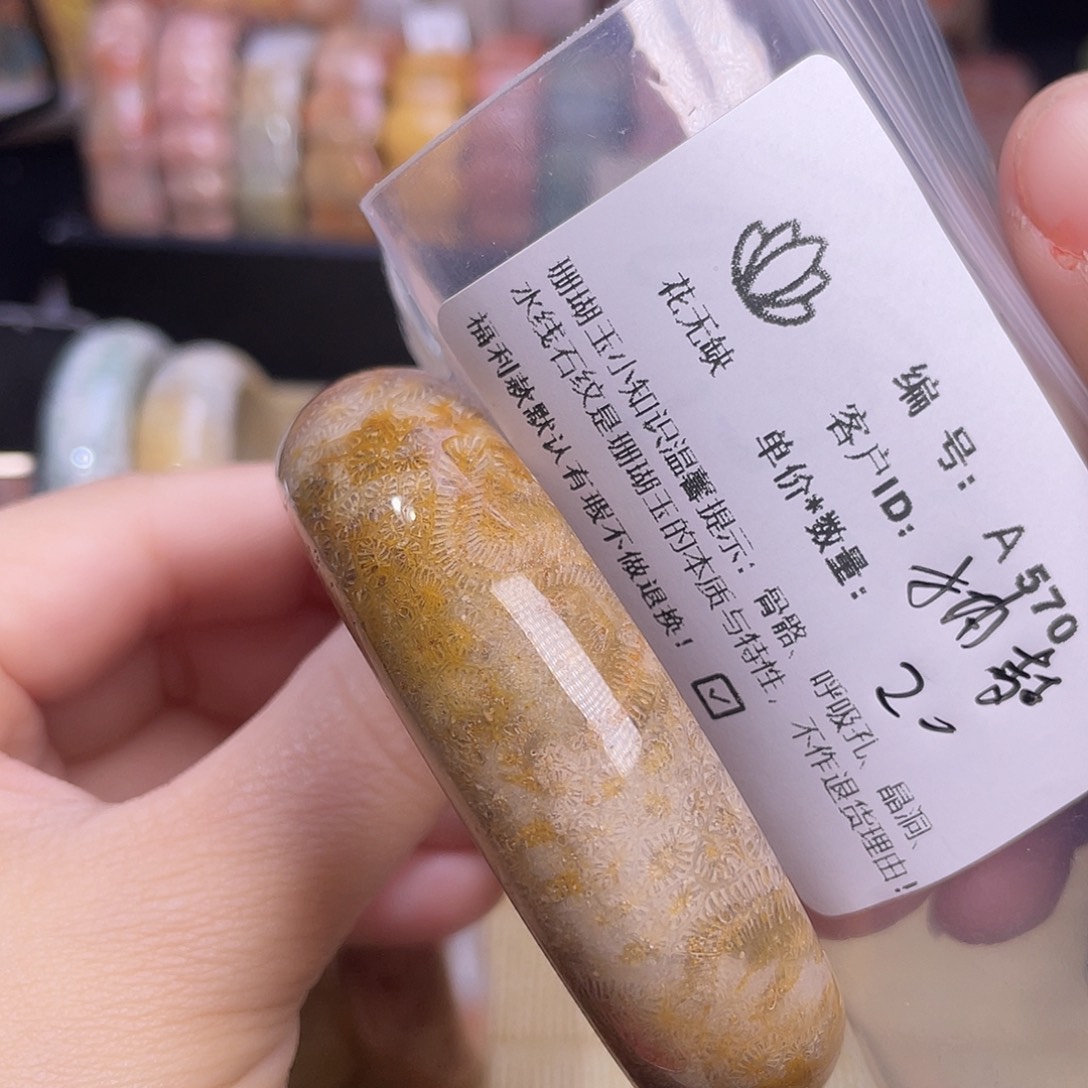 花无缺
编 号: A570
客户ID:
单价*数量: 2
珊瑚玉小知识温馨提示: 骨骼、呼吸孔、晶洞、
水线石纹是珊瑚玉的本质与特性, 不作退货理由!
福利款默认有瑕不做退换!